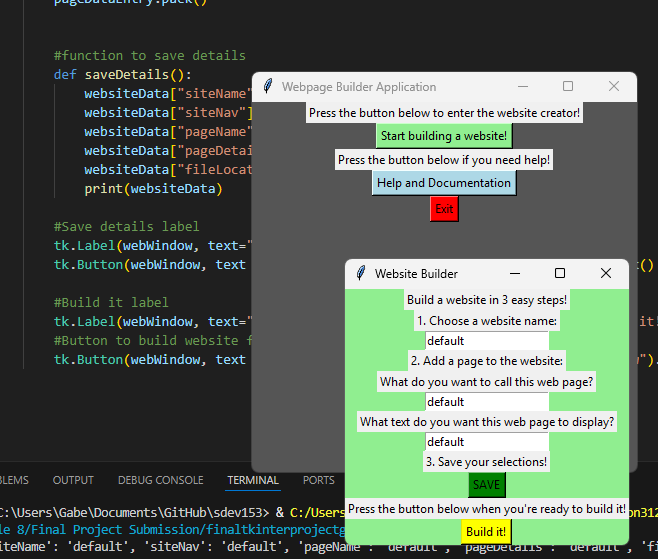 pageDataEntry.pack()
#function to save details
def saveDetails():
websiteData["siteName"
websiteData["siteNav"]
websiteData["pageName"
websiteData["pageDetai
websiteData["fileLocat
print(websiteData)
#Save details label
tk.Label(webWindow, text="
tk.Button(webWindow, text
#Build it label
tk.Label(webWindow, text="
#Button to build website f
tk.Button(webWindow, text
Webpage Builder Application
Press the button below to enter the website creator!
Start building a website!
Press the button below if you need help!
Help and Documentation
Exit
Website Builder
Build a website in 3 easy steps!
1. Choose a website name:
default
2. Add a page to the website:
What do you want to call this web page?
default
What text do you want this web page to display?
default
3. Save your selections!
SAVE
Press the button below when you're ready to build it!
Build it!
BLEMS OUTPUT DEBUG CONSOLE TERMINAL PORTS
C:\Users\Gabe\Documents\GitHub\sdev153> & C:/Users on312
le 8/Final Project Submission/finaltkinterprojectg
iteName': 'default', 'siteNav': 'default', 'pageName': 'default', 'pageDetails': 'default', 'fi